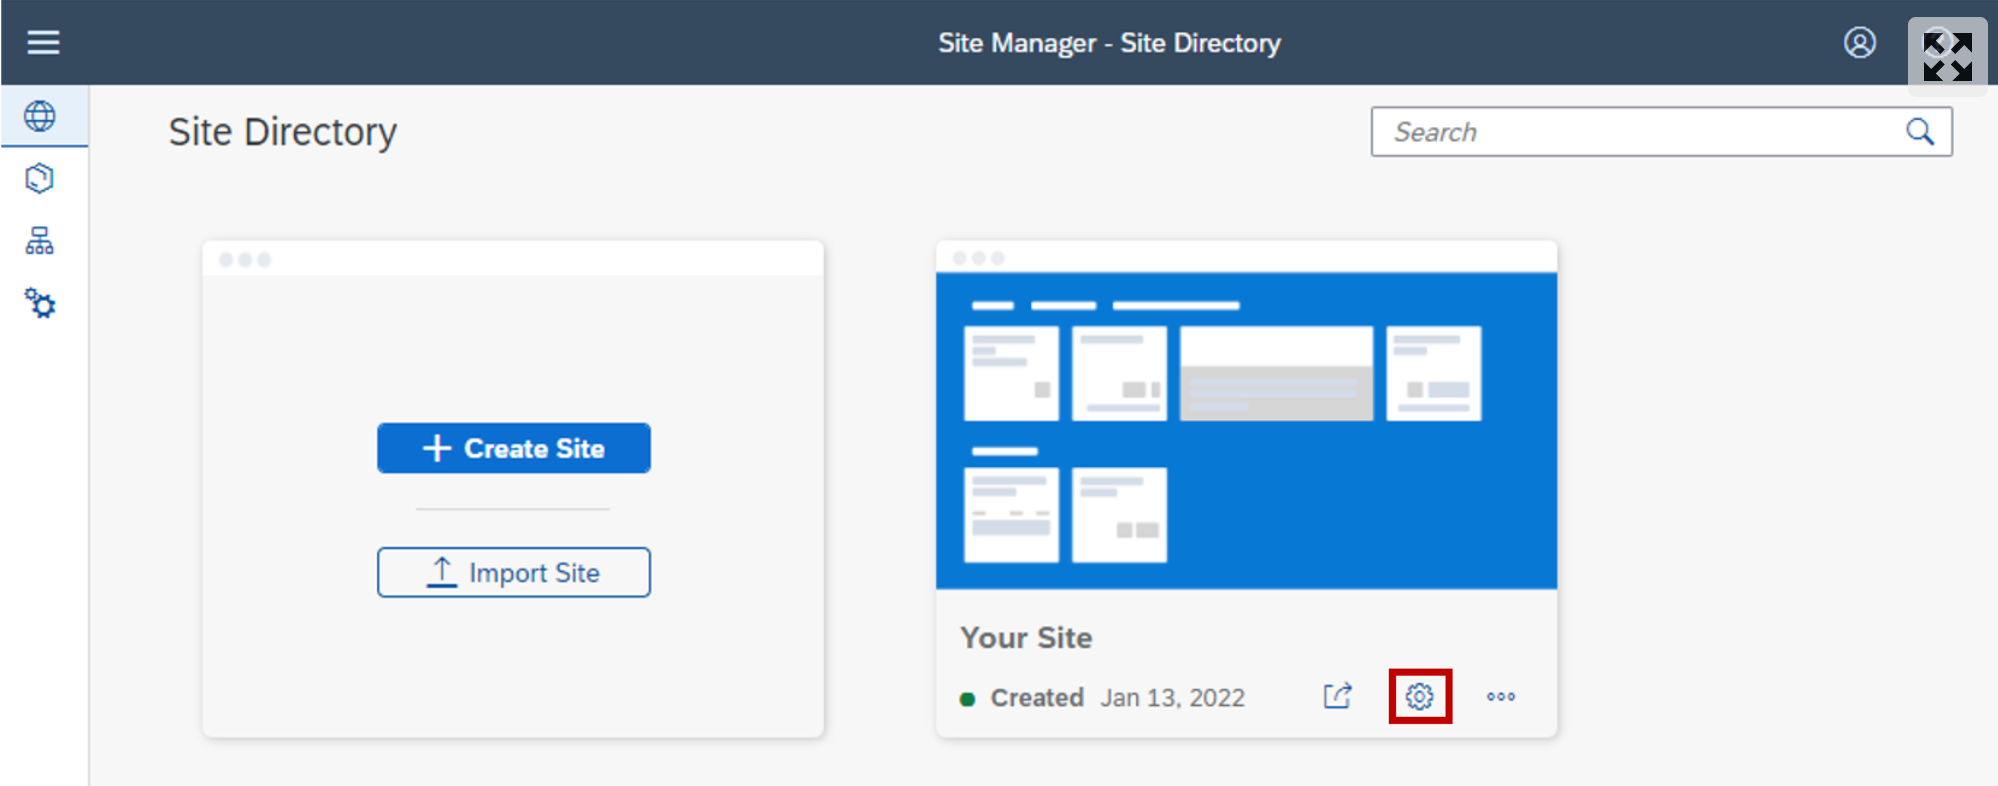 Site Manager - Site Directory
Site Directory
Search
Create Site
Import Site
Your Site
Created Jan 13, 2022